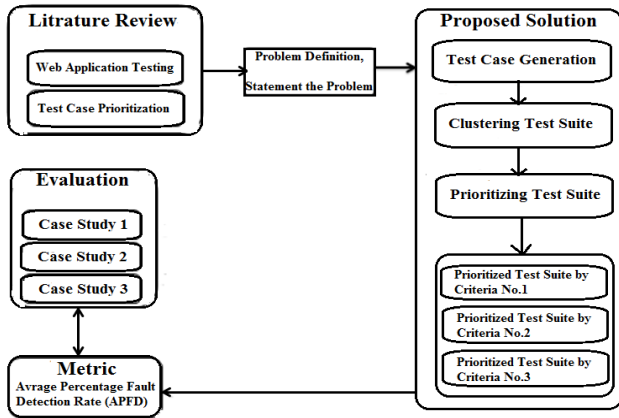 Litrature Review
Web Application Testing
Test Case Prioritization
Problem Definition,
Statement the Problem
Proposed Solution
Test Case Generation
Clustering Test Suite
Prioritizing Test Suite
Prioritized Test Suite by
Criteria No.1
Prioritized Test Suite by
Criteria No.2
Prioritized Test Suite by
Criteria No.3
Evaluation
Case Study 1
Case Study 2
Case Study 3
Metric
Avrage Percentage Fault
Detection Rate (APFD)